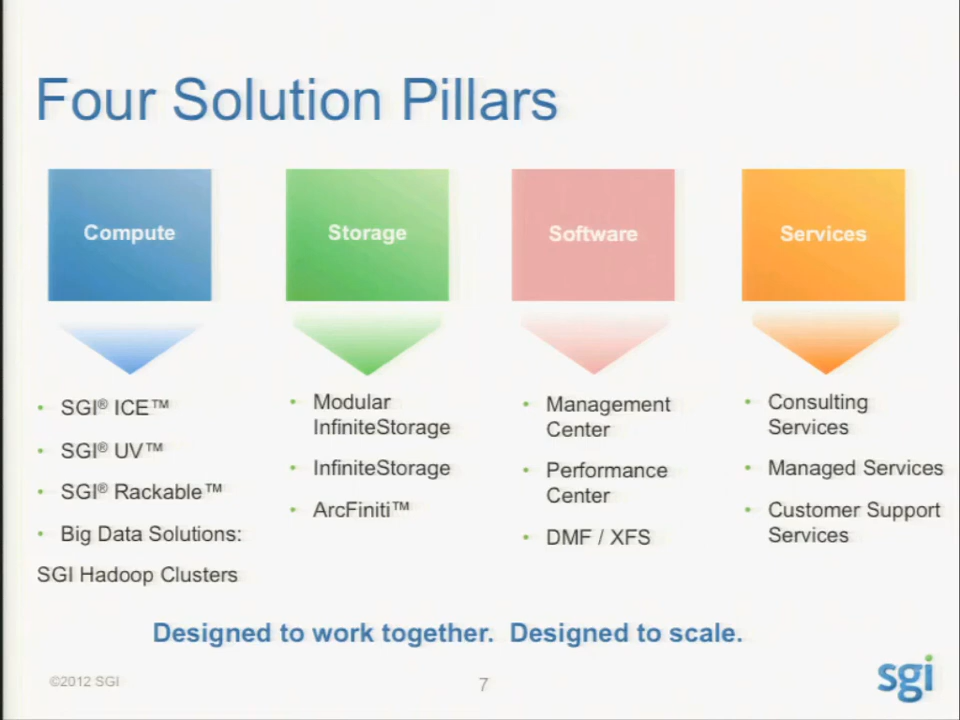 Four Solution Pillars
Compute
Storage
Software
Services
• SGI® ICE™
• SGI® UV™
• SGI® Rackable™
• Big Data Solutions:
SGI Hadoop Clusters
• Modular
InfiniteStorage
• InfiniteStorage
• ArcFiniti™
• Management
Center
• Performance
Center
• DMF / XFS
• Consulting
Services
• Managed Services
• Customer Support
Services
Designed to work together. Designed to scale.
©2012 SGI
7
sgi